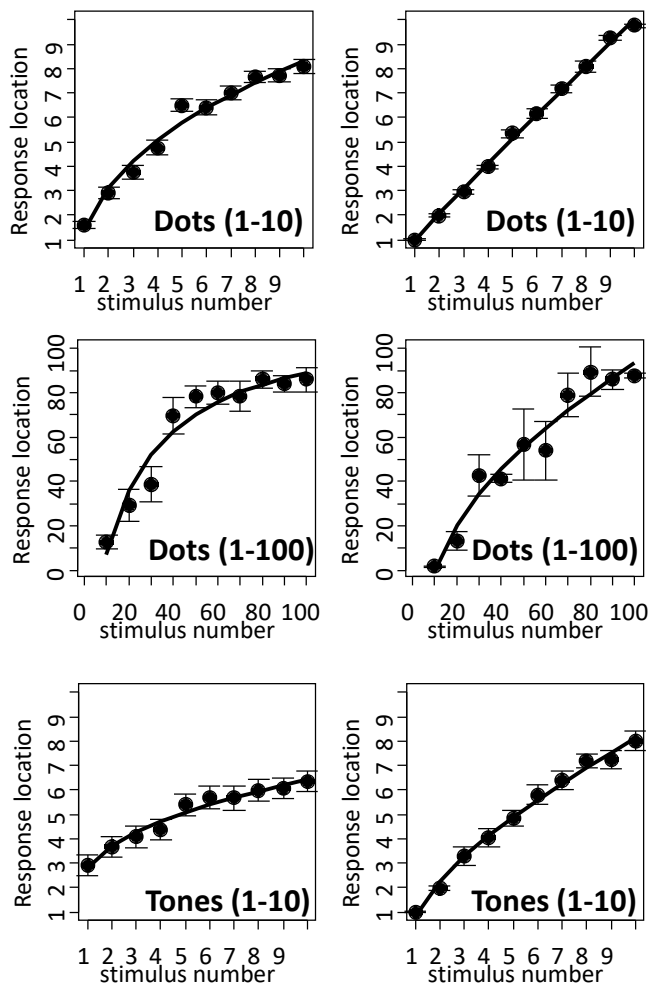 Response location
1 2 3 4 5 6 7 8 9
Dots (1-10)
1 2 3 4 5 6 7 8 9
stimulus number
Response location
1 2 3 4 5 6 7 8 9
Dots (1-10)
1 2 3 4 5 6 7 8 9
stimulus number
Response location
0 20 40 60 80 100
Dots (1-100)
0 20 40 60 80 100
stimulus number
Response location
0 20 40 60 80 100
Dots (1-100)
0 20 40 60 80 100
stimulus number
Response location
1 2 3 4 5 6 7 8 9
Tones (1-10)
1 2 3 4 5 6 7 8 9
stimulus number
Response location
1 2 3 4 5 6 7 8 9
Tones (1-10)
1 2 3 4 5 6 7 8 9
stimulus number